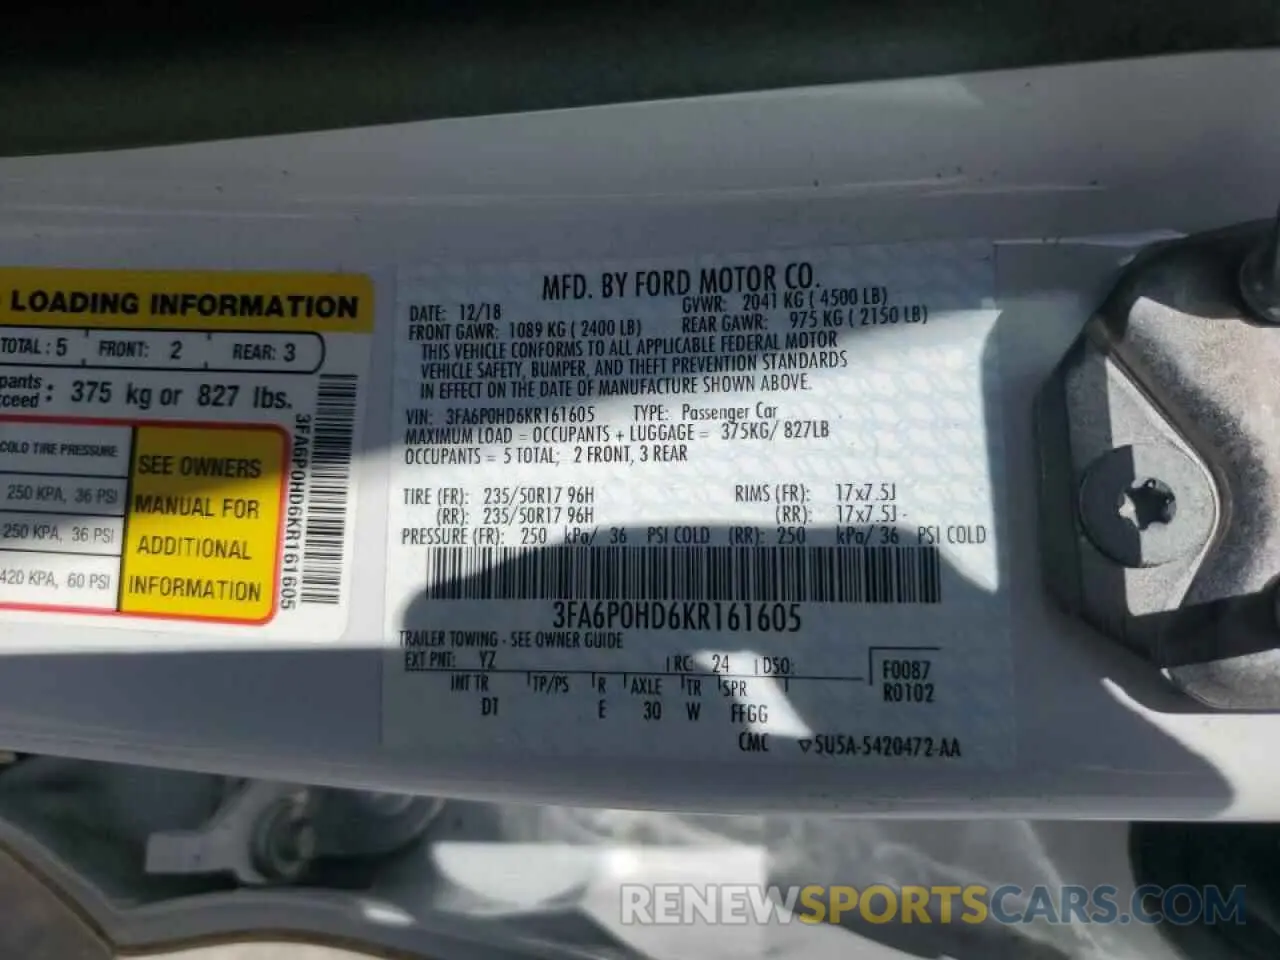 LOADING INFORMATION
TOTAL : 5 FRONT: 2 REAR: 3
: 375 kg or 827 lbs.
COLD TIRE PRESSURE
250 KPA, 36 PSI
250 KPA, 36 PSI
420 KPA, 60 PSI
SEE OWNERS
MANUAL FOR
ADDITIONAL
INFORMATION
3FA6P0HD6KR161605
MFD. BY FORD MOTOR CO.
DATE: 12/18 GVWR: 2041 KG ( 4500 LB)
FRONT GAWR: 1089 KG ( 2400 LB) REAR GAWR: 975 KG ( 2150 LB)
THIS VEHICLE CONFORMS TO ALL APPLICABLE FEDERAL MOTOR
VEHICLE SAFETY, BUMPER, AND THEFT PREVENTION STANDARDS
IN EFFECT ON THE DATE OF MANUFACTURE SHOWN ABOVE.
VIN: 3FA6P0HD6KR161605 TYPE: Passenger Car
MAXIMUM LOAD = OCCUPANTS + LUGGAGE = 375KG/ 827LB
OCCUPANTS = 5 TOTAL; 2 FRONT, 3 REAR
TIRE (FR): 235/50R17 96H RIMS (FR): 17x7.5J
(RR): 235/50R17 96H (RR): 17x7.5J
PRESSURE (FR): 250 kPa/ 36 PSI COLD (RR): 250 kPa/ 36 PSI COLD
3FA6P0HD6KR161605
TRAILER TOWING - SEE OWNER GUIDE
EXT PNT: YZ RC: 24 DSO: F0087
INT TR TP/PS R AXLE TR SPR R0102
DT E 30 W FFGG
CMC 5U5A-5420472-AA
RENEWSPORTSCARS.COM